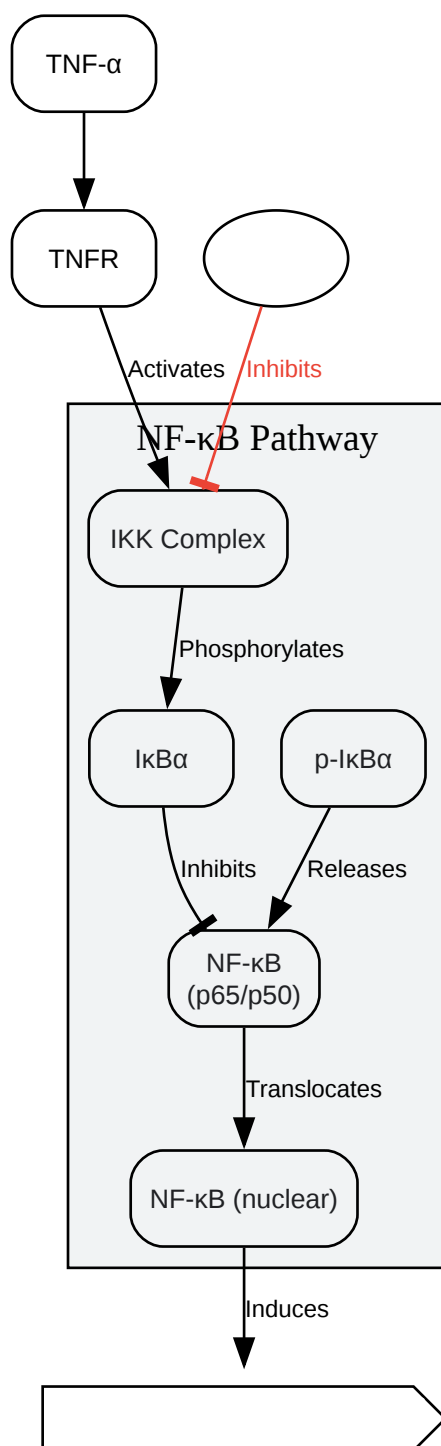 TNF-α
TNFR
Activates
Inhibits
NF-κB Pathway
IKK Complex
Phosphorylates
IκBα
p-IκBα
Inhibits
Releases
NF-κB
(p65/p50)
Translocates
NF-κB (nuclear)
Induces